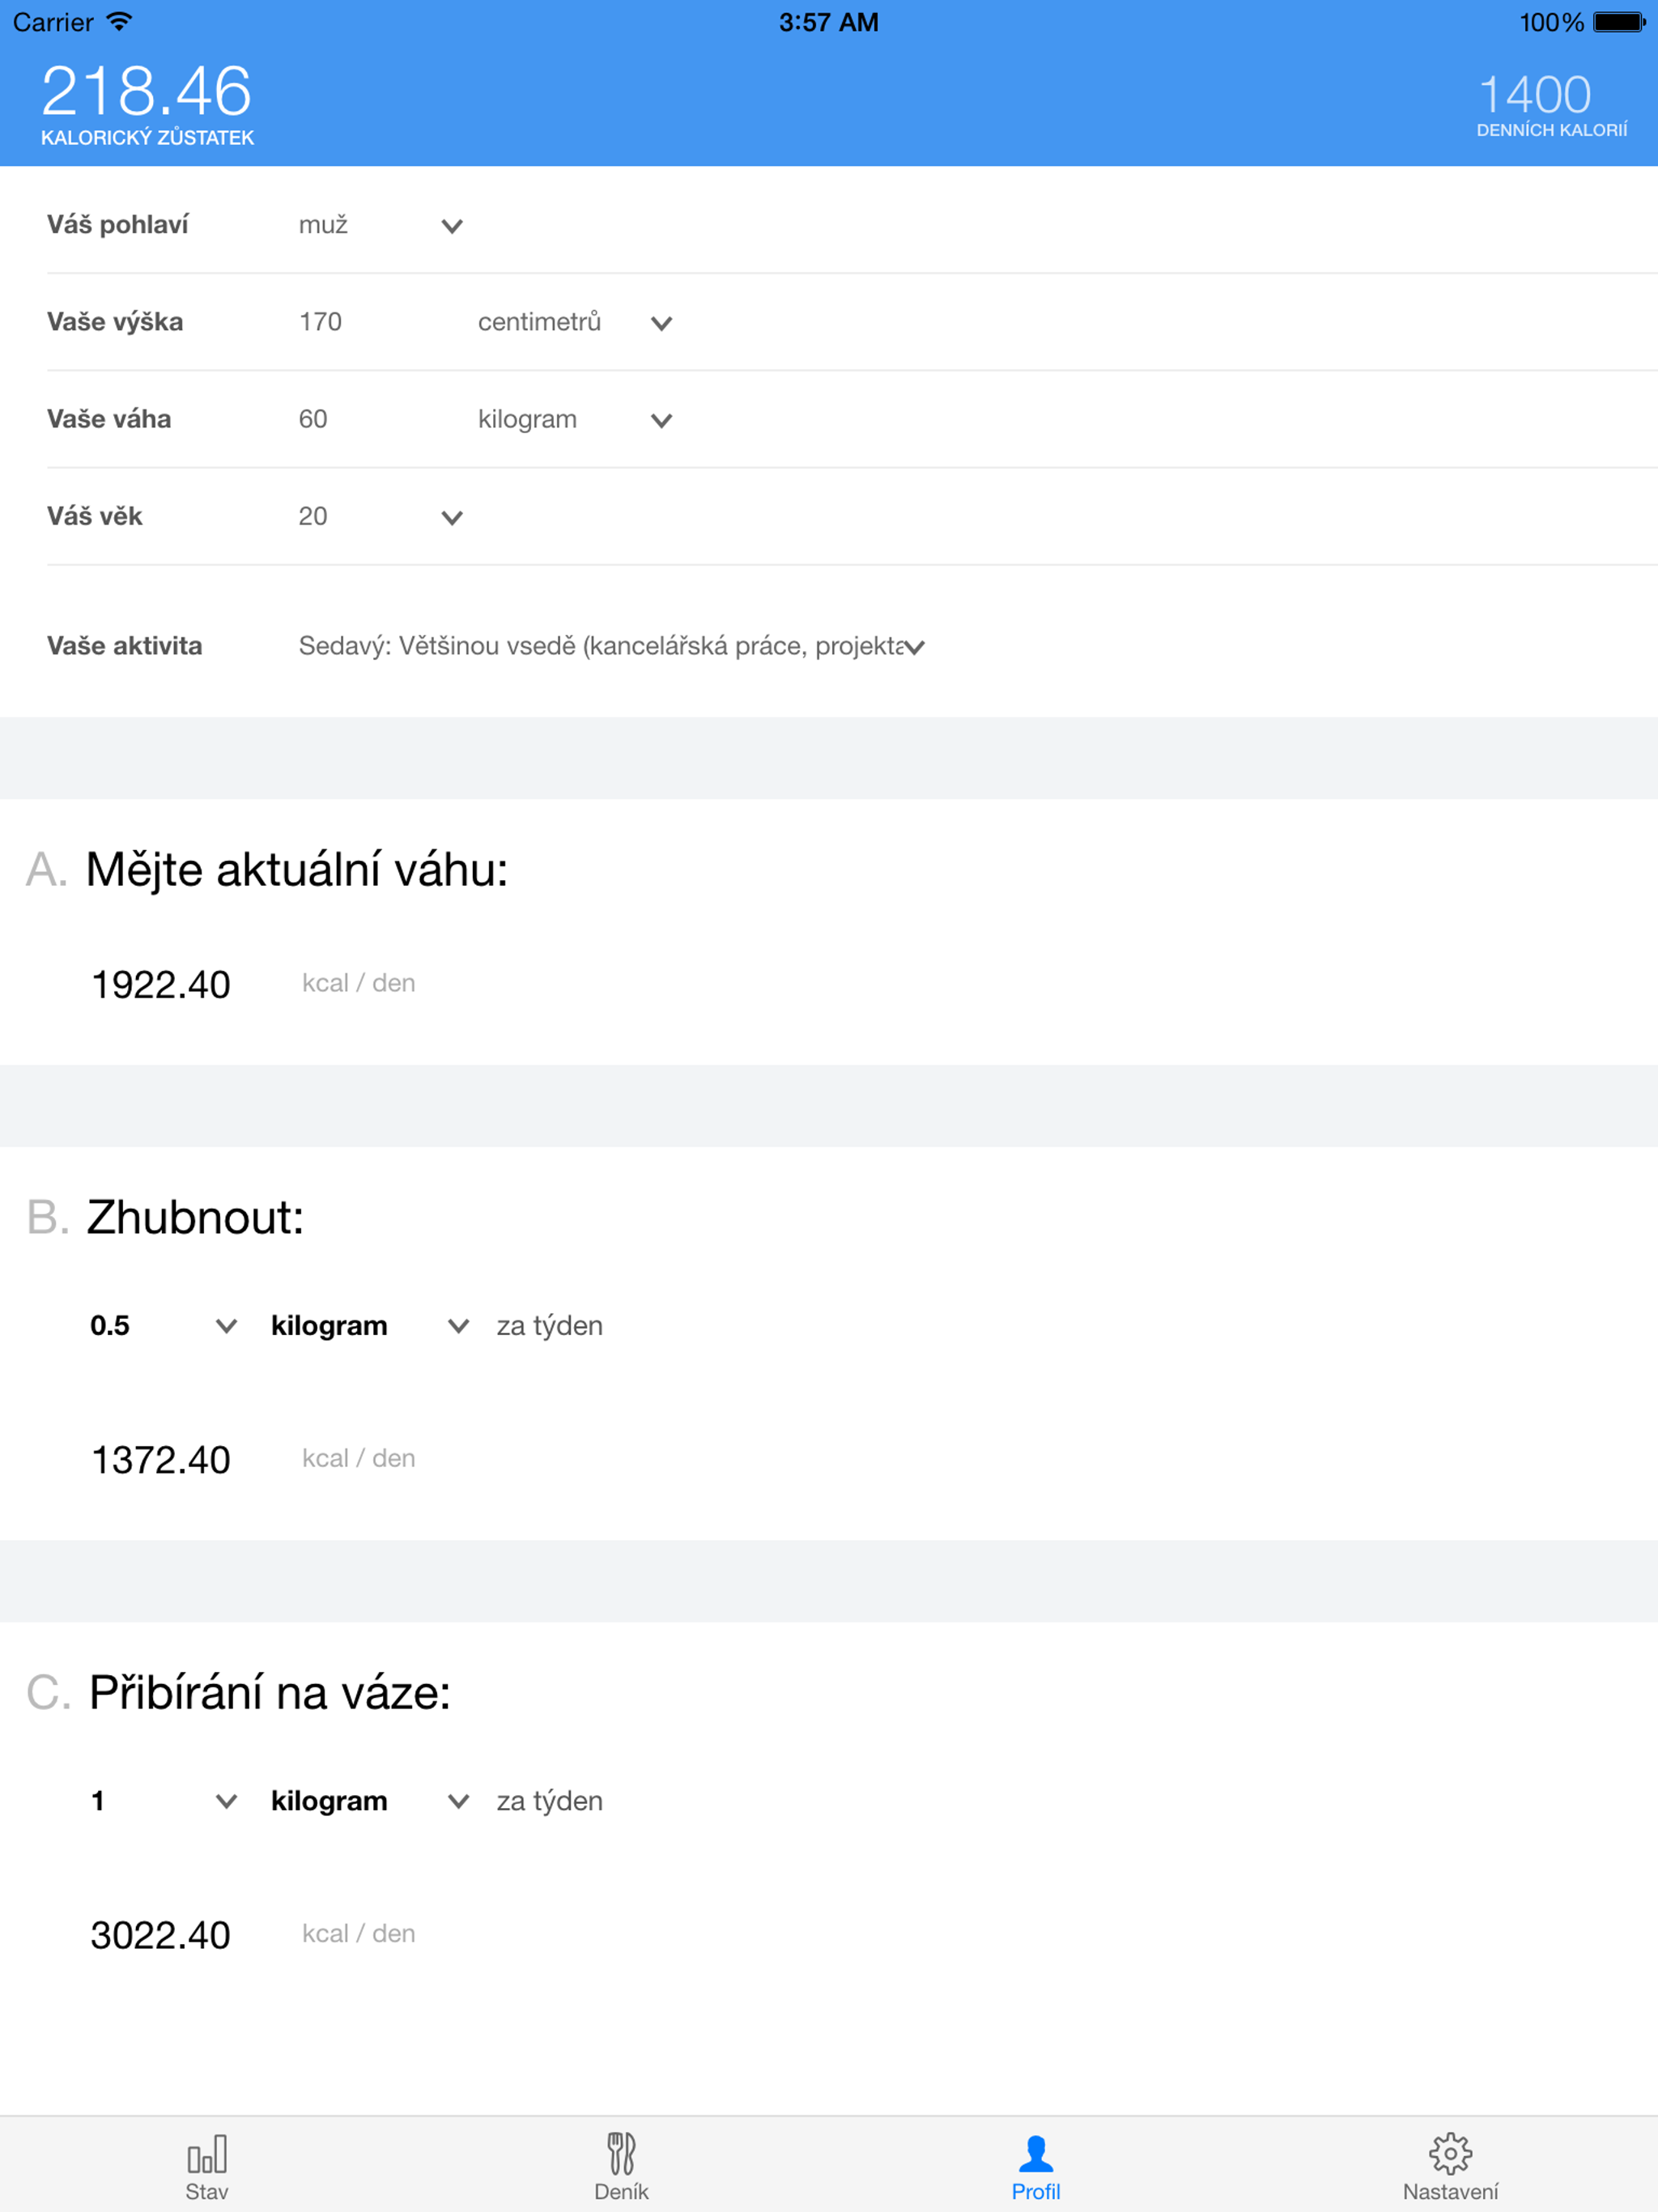 Carrier 3:57 AM 100%
218.46 1400
KALORICKÝ ZŮSTATEK DENNÍCH KALORIÍ
Váš pohlaví muž
Vaše výška 170 centimetrů
Vaše váha 60 kilogram
Váš věk 20
Vaše aktivita Sedavý: Většinou vsedě (kancelářská práce, projekta
A. Mějte aktuální váhu:
1922.40 kcal / den
B. Zhubnout:
0.5 kilogram za týden
1372.40 kcal / den
C. Přibírání na váze:
1 kilogram za týden
3022.40 kcal / den
Stav Deník Profil Nastavení